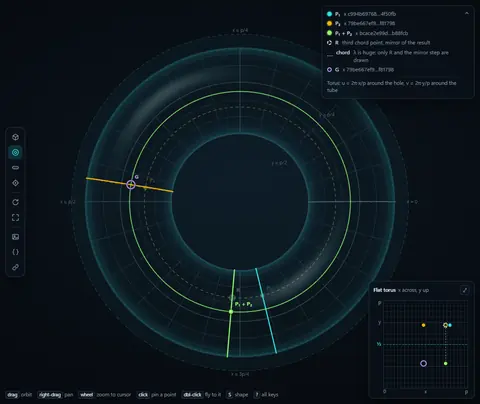 P₁ x c994b69768...4f50fb
P₂ x 79be667ef9...f81798
P₁ + P₂ x bcace2e99d...b88fcb
R third chord point, mirror of the result
chord λ is huge: only R and the mirror step are drawn
G x 79be667ef9...f81798
Torus: u = 2π x/p around the hole, v = 2π y/p around the tube
G
P₁ + P₂
Flat torus x across, y up
p
y
½
0
x
p
drag orbit right-drag pan wheel zoom to cursor click pin a point dbl-click fly to it S shape ? all keys